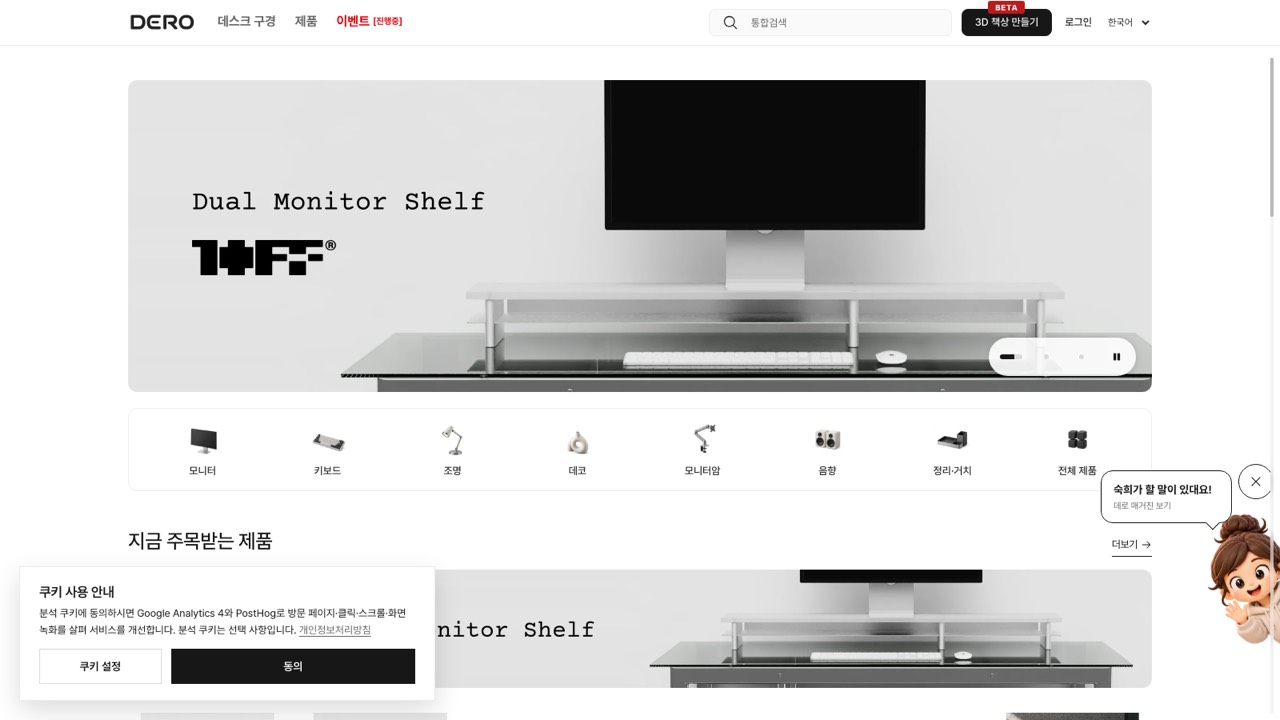 DERO
데스크 구경
제품
이벤트 [진행중]
통합검색
BETA
3D 책상 만들기
로그인
한국어
Dual Monitor Shelf
10FF®
모니터
키보드
조명
데코
모니터암
음향
정리·거치
전체 제품
숙희가 할 말이 있대요!
데로 매거진 보기
지금 주목받는 제품
더보기 →
쿠키 사용 안내
분석 쿠키에 동의하시면 Google Analytics 4와 PostHog로 방문 페이지·클릭·스크롤·화면
녹화를 살펴 서비스를 개선합니다. 분석 쿠키는 선택 사항입니다. 개인정보처리방침
쿠키 설정
동의
nitor Shelf